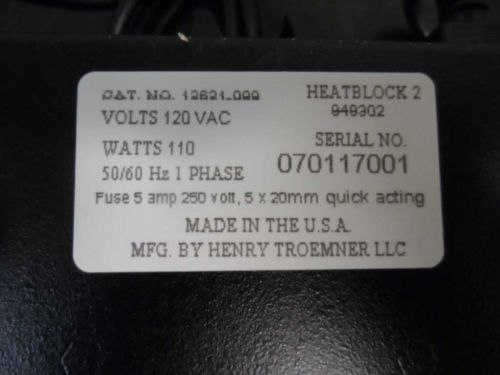 CAT. NO. 12621-000
HEATBLOCK 2
949302
VOLTS 120 VAC
SERIAL NO.
WATTS 110
070117001
50/60 Hz 1 PHASE
Fuse 5 amp 250 volt, 5 x 20mm quick acting
MADE IN THE U.S.A.
MFG. BY HENRY TROEMNER LLC